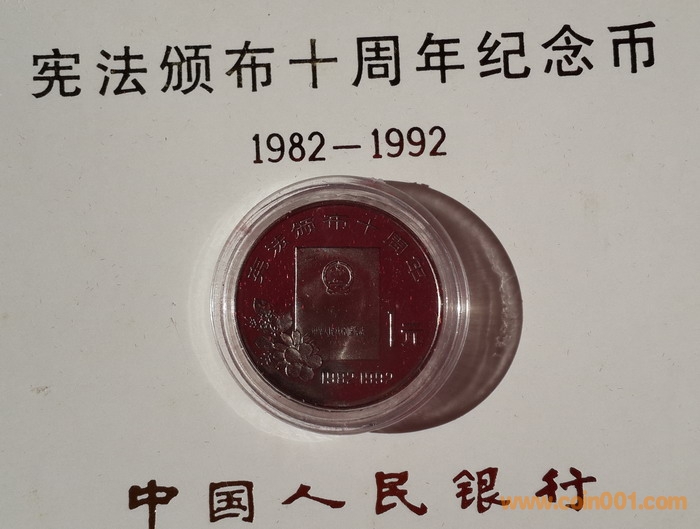 宪法颁布十周年纪念币
1982—1992
宪法颁布十周年
1元
1982-1992
中国人民银行
www.coin001.com